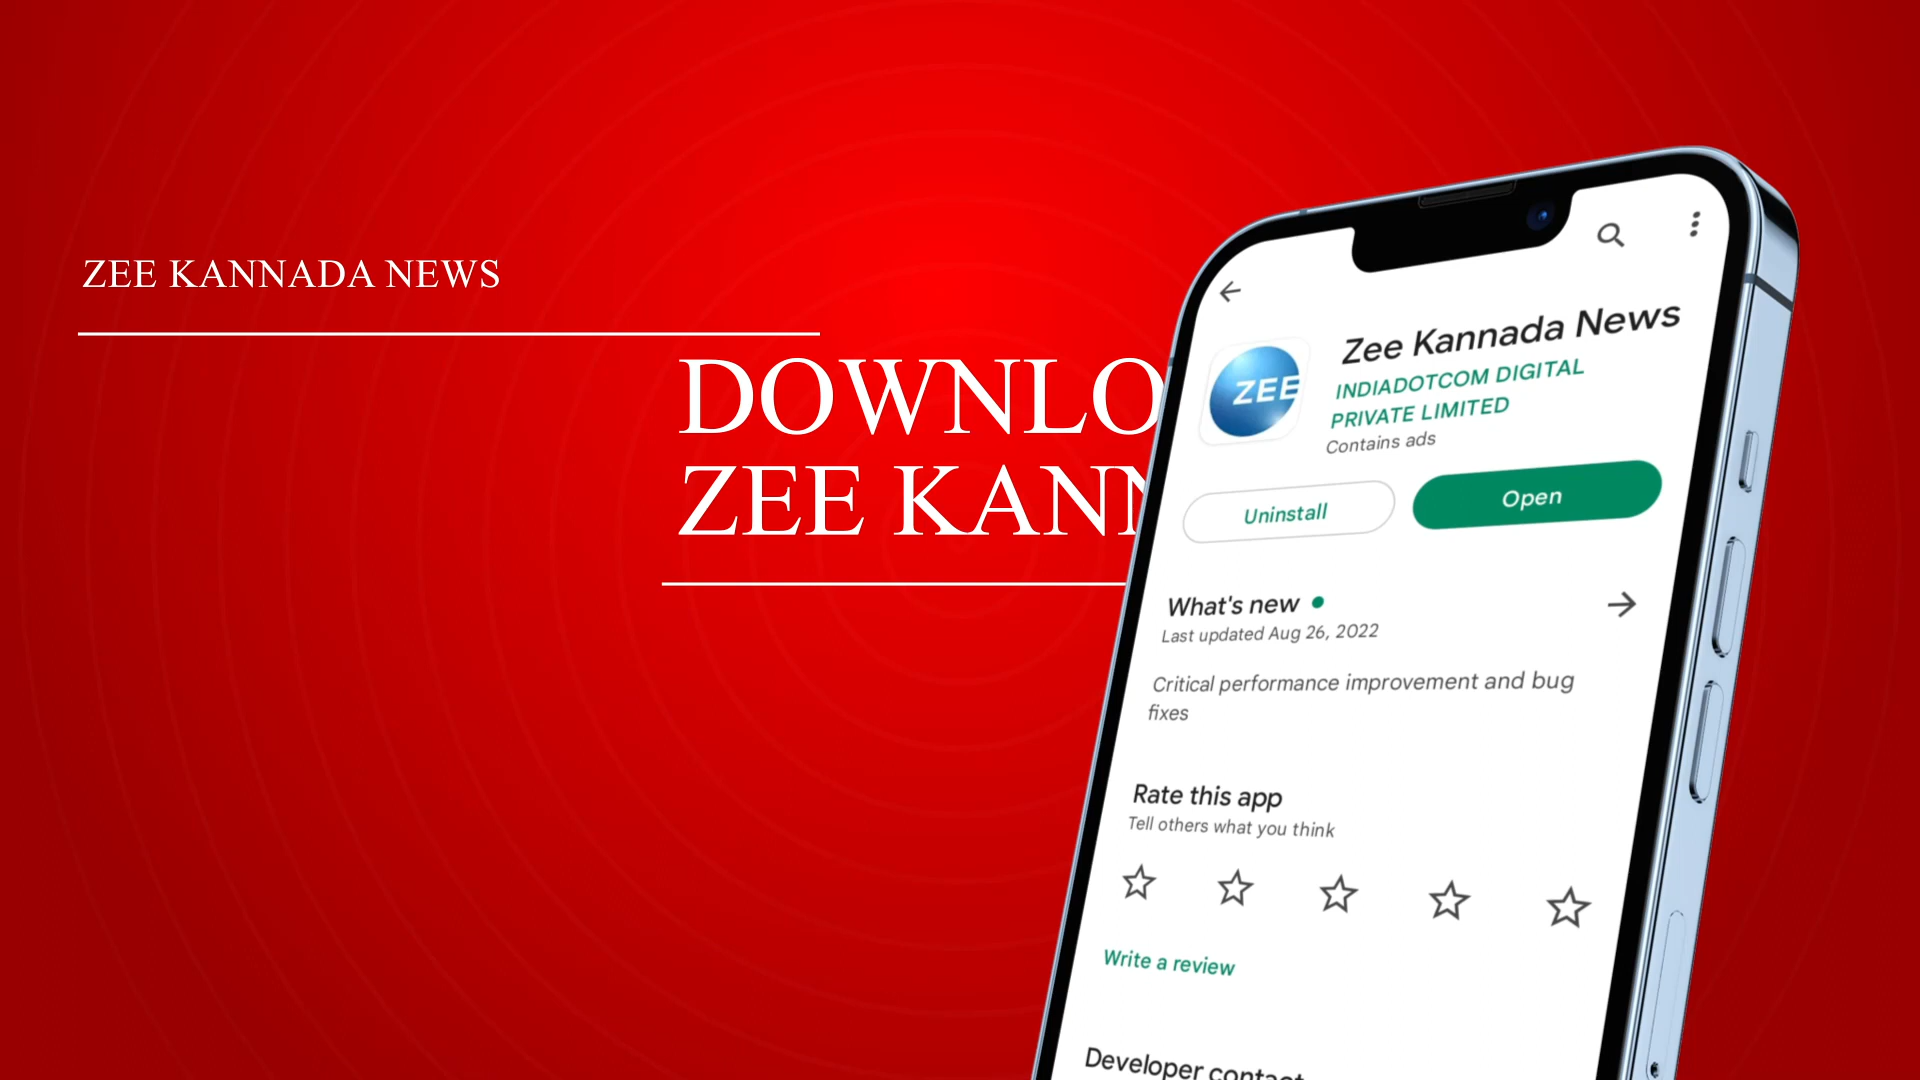 ZEE KANNADA NEWS
DOWNLO
ZEE KANN
Zee Kannada News
INDIADOTCOM DIGITAL
PRIVATE LIMITED
Contains ads
ZEE
Uninstall
Open
What's new
Last updated Aug 26, 2022
Critical performance improvement and bug
fixes
Rate this app
Tell others what you think
Write a review
Developer contact